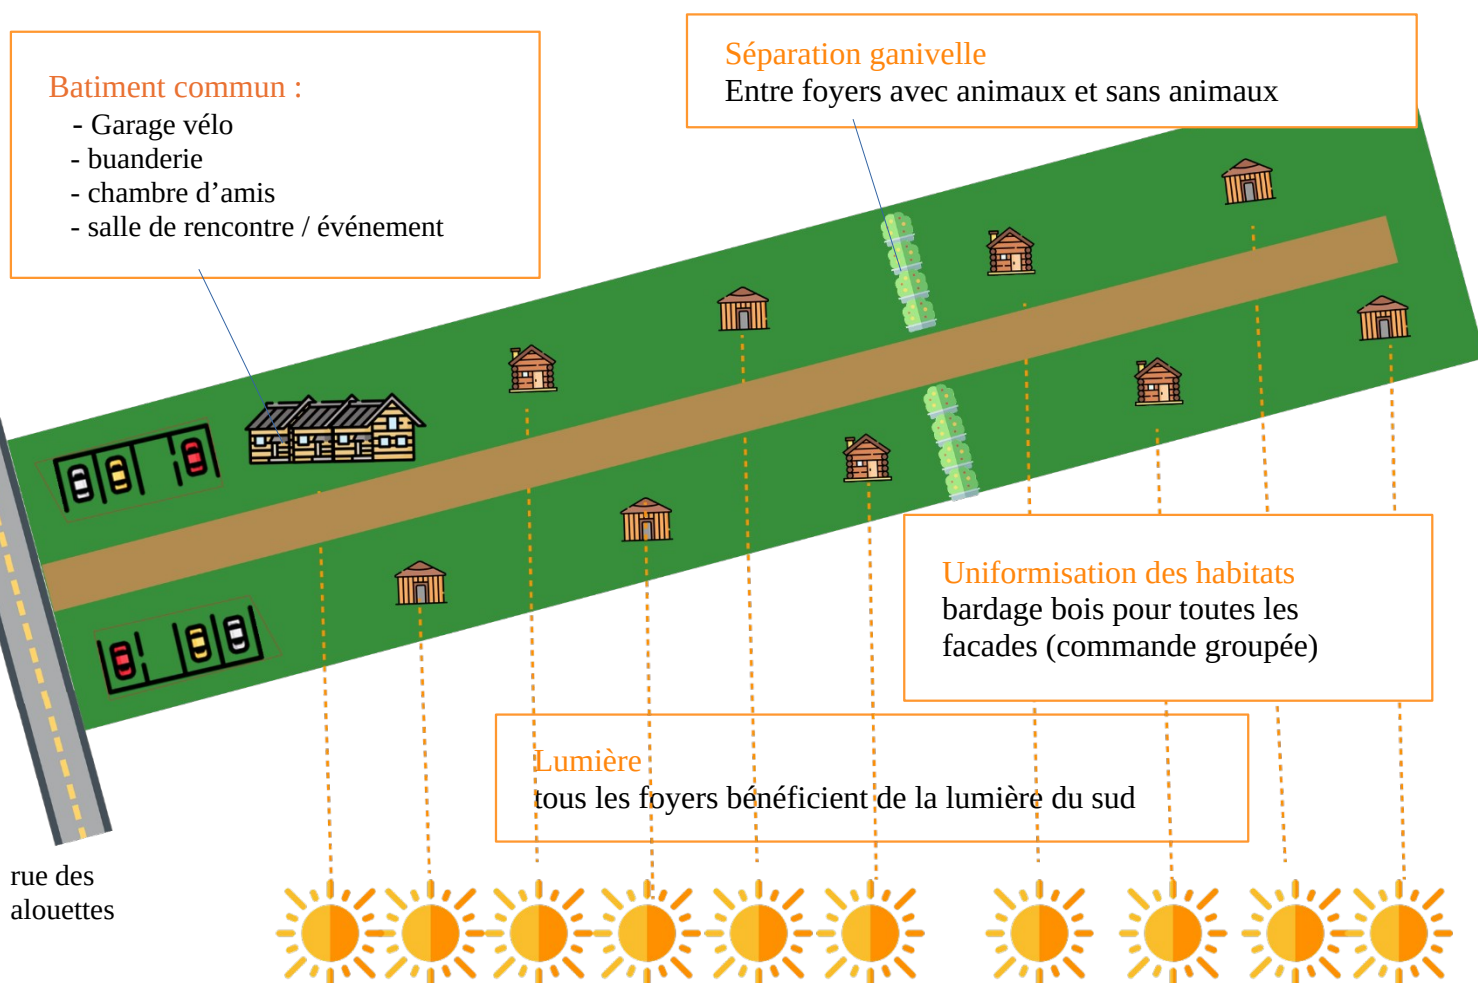 Batiment commun :
- Garage vélo
- buanderie
- chambre d'amis
- salle de rencontre / événement
Séparation ganivelle
Entre foyers avec animaux et sans animaux
Uniformisation des habitats
bardage bois pour toutes les
facades (commande groupée)
Lumière
tous les foyers bénéficient de la lumière du sud
rue des
alouettes